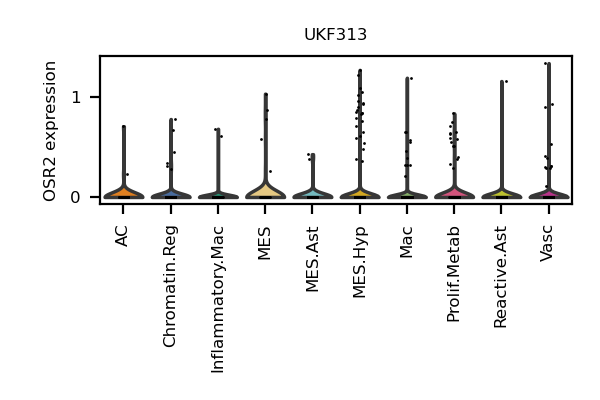 UKF313
OSR2 expression
1
0
AC
Chromatin.Reg
Inflammatory.Mac
MES
MES.Ast
MES.Hyp
Mac
Prolif.Metab
Reactive.Ast
Vasc